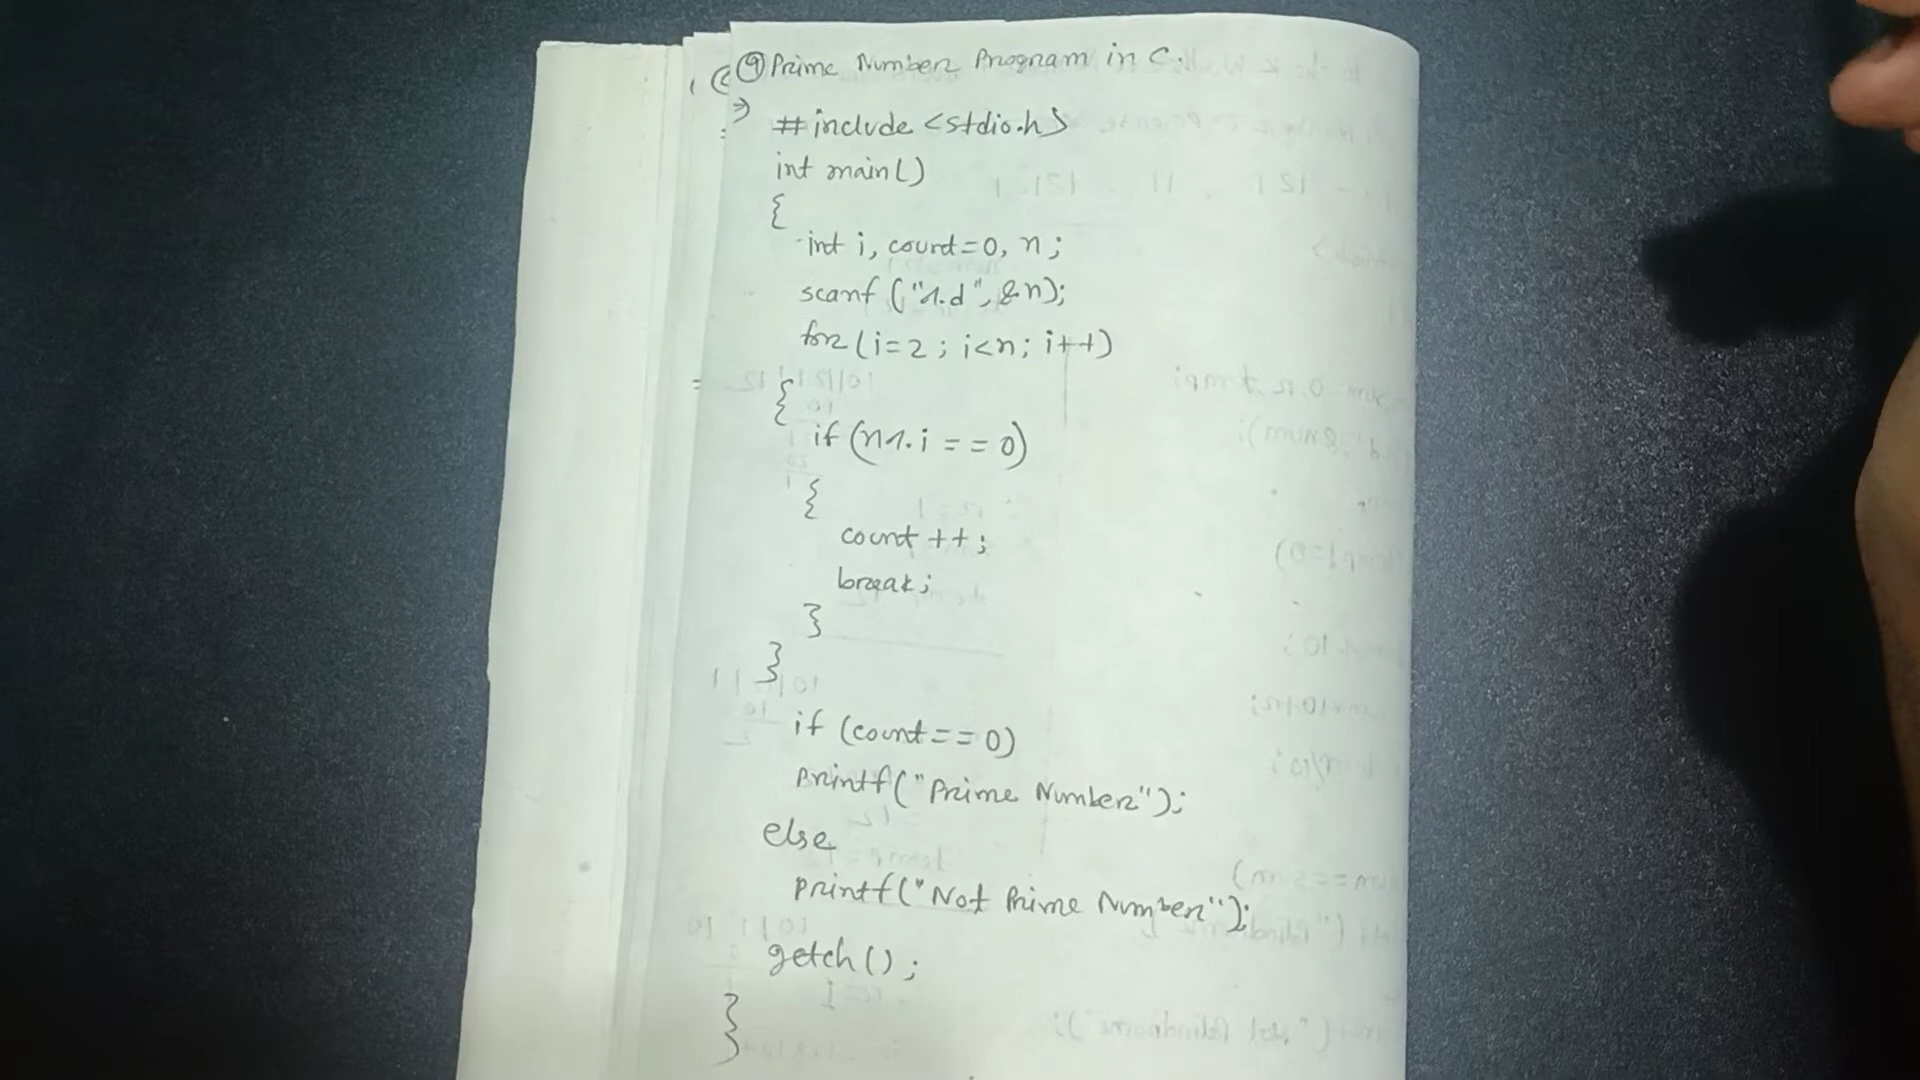 9 Prime Number Program in C.
⇒ #include <stdio.h>
int main()
{
int i, count=0, n;
scanf ("%d", &n);
for (i=2; i<n; i++)
{
if (n%i == 0)
{
count ++;
break;
}
}
if (count == 0)
printf("Prime Number");
else
printf("Not Prime Number");
getch();
}